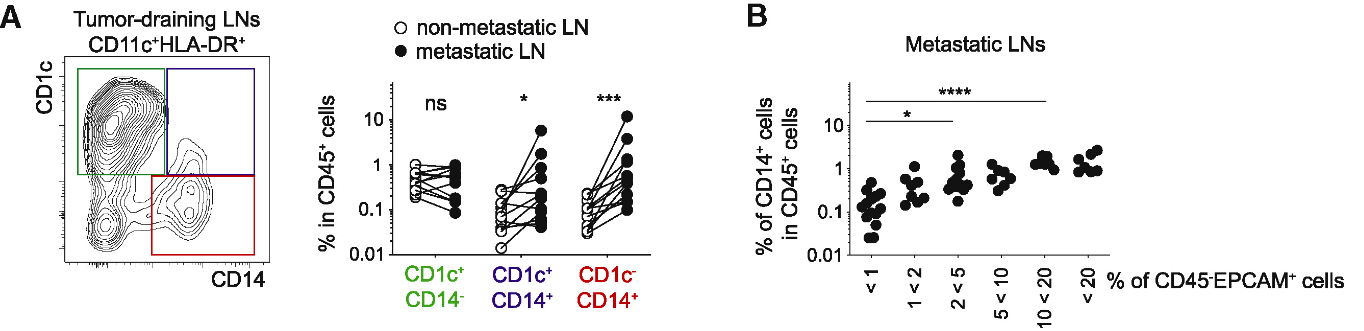 A
Tumor-draining LNs
CD11c⁺HLA-DR⁺
CD1c
CD14
non-metastatic LN
metastatic LN
% in CD45⁺ cells
10
1
0.1
0.01
ns
*
***
CD1c⁺
CD14⁻
CD1c⁺
CD14⁺
CD1c⁻
CD14⁺
B
Metastatic LNs
% of CD14⁺ cells
in CD45⁺ cells
10
1
0.1
0.01
****
*
< 1
1 < 2
2 < 5
5 < 10
10 < 20
< 20
% of CD45⁻EPCAM⁺ cells